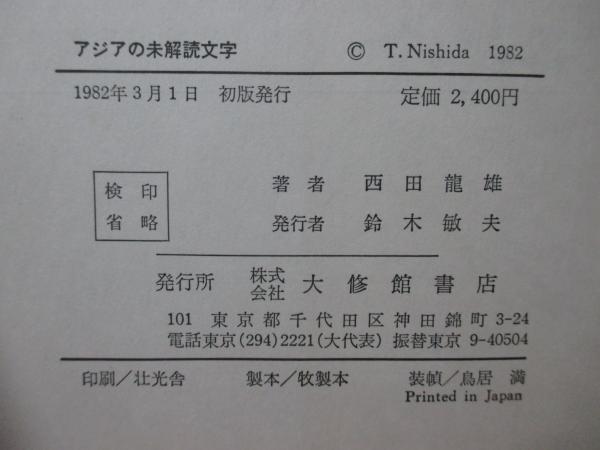 アジアの未解読文字 © T. Nishida 1982
1982年3月1日 初版発行 定価 2,400円
検印
省略
著者 西田龍雄
発行者 鈴木敏夫
発行所 株式会社 大修館書店
101 東京都千代田区神田錦町 3-24
電話東京(294)2221(大代表) 振替東京 9-40504
印刷/壮光舎 製本/牧製本 装幀/鳥居 満
Printed in Japan